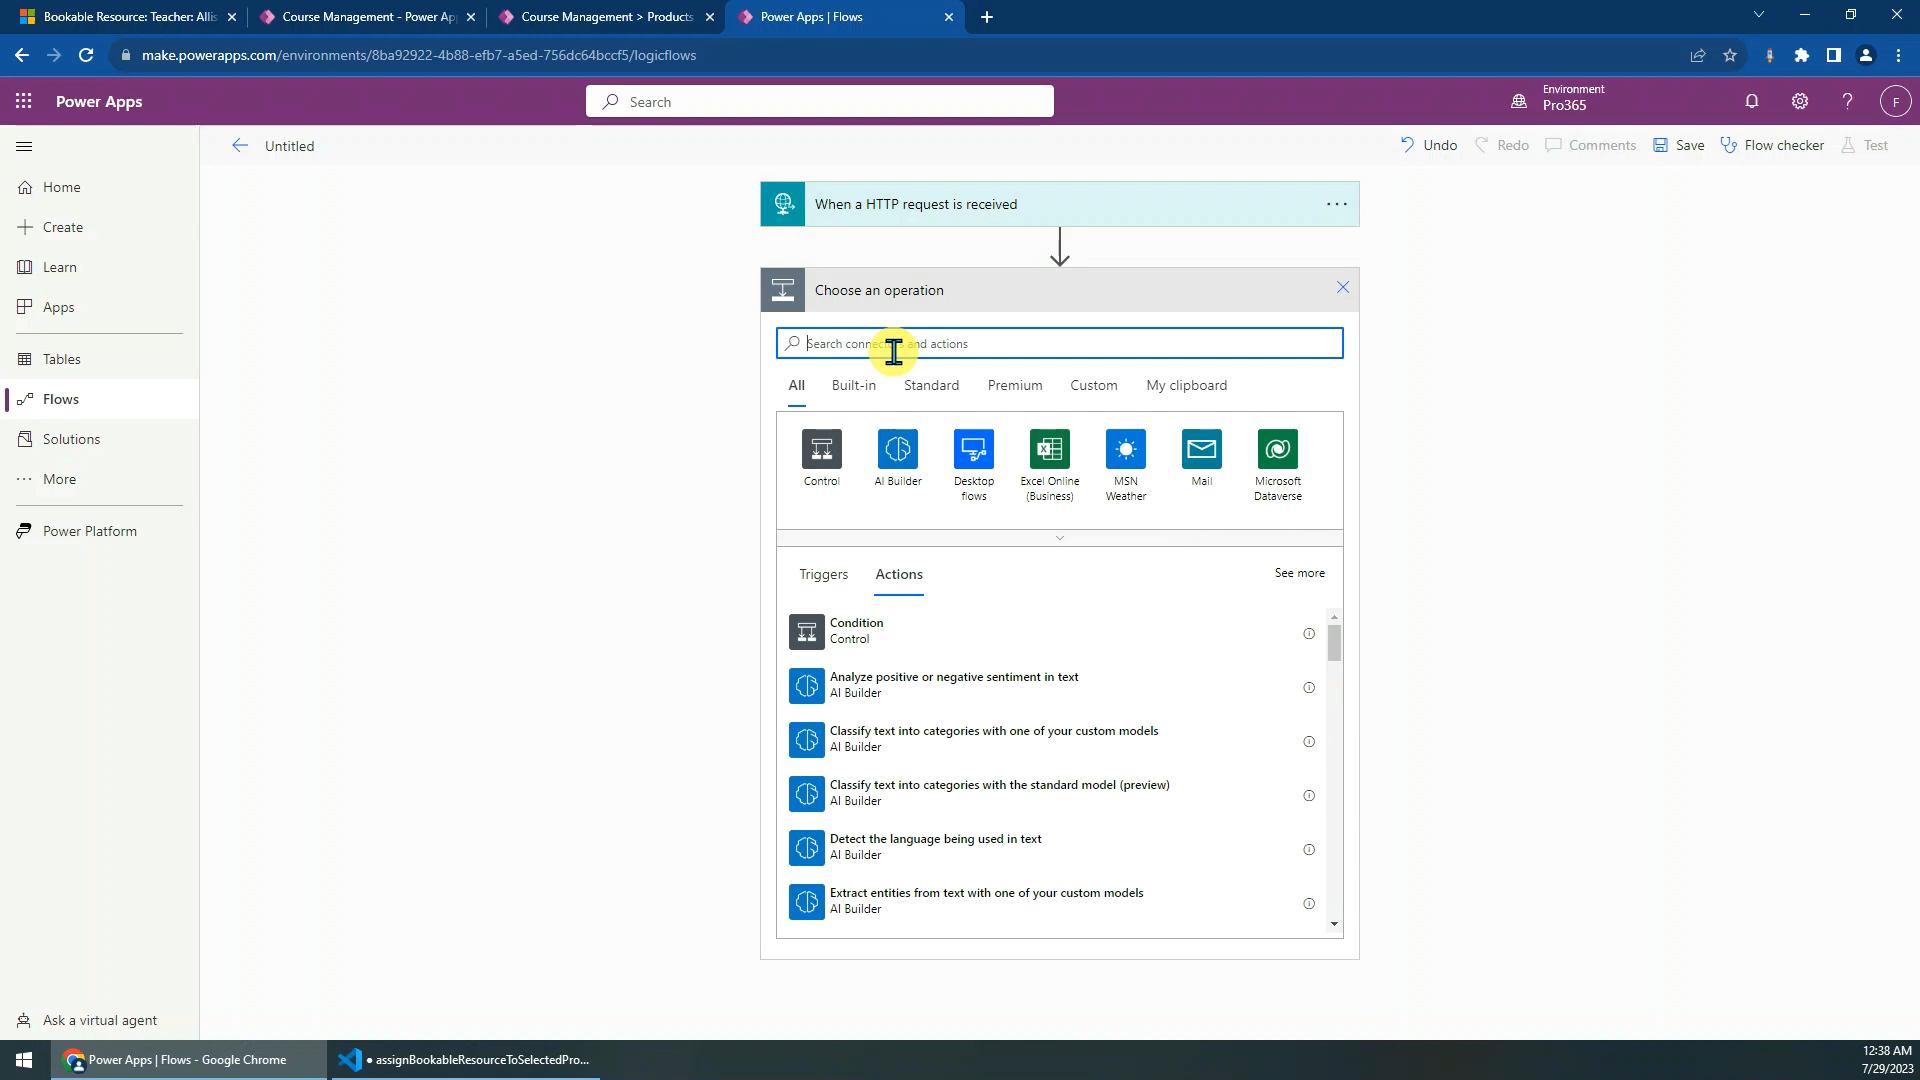 Bookable Resource: Teacher: Allis
Course Management - Power Ap
Course Management > Products
Power Apps | Flows
make.powerapps.com/environments/8ba92922-4b88-efb7-a5ed-756dc64bccf5/logicflows
Power Apps
Search
Environment
Pro365
F
Untitled
Undo
Redo
Comments
Save
Flow checker
Test
Home
Create
Learn
Apps
Tables
Flows
Solutions
More
Power Platform
Ask a virtual agent
When a HTTP request is received
Choose an operation
Search connectors and actions
All
Built-in
Standard
Premium
Custom
My clipboard
Control
AI Builder
Desktop flows
Excel Online (Business)
MSN Weather
Mail
Microsoft Dataverse
Triggers
Actions
See more
Condition
Control
Analyze positive or negative sentiment in text
AI Builder
Classify text into categories with one of your custom models
AI Builder
Classify text into categories with the standard model (preview)
AI Builder
Detect the language being used in text
AI Builder
Extract entities from text with one of your custom models
AI Builder
Power Apps | Flows - Google Chrome
● assignBookableResourceToSelectedPro...
12:38 AM
7/29/2023